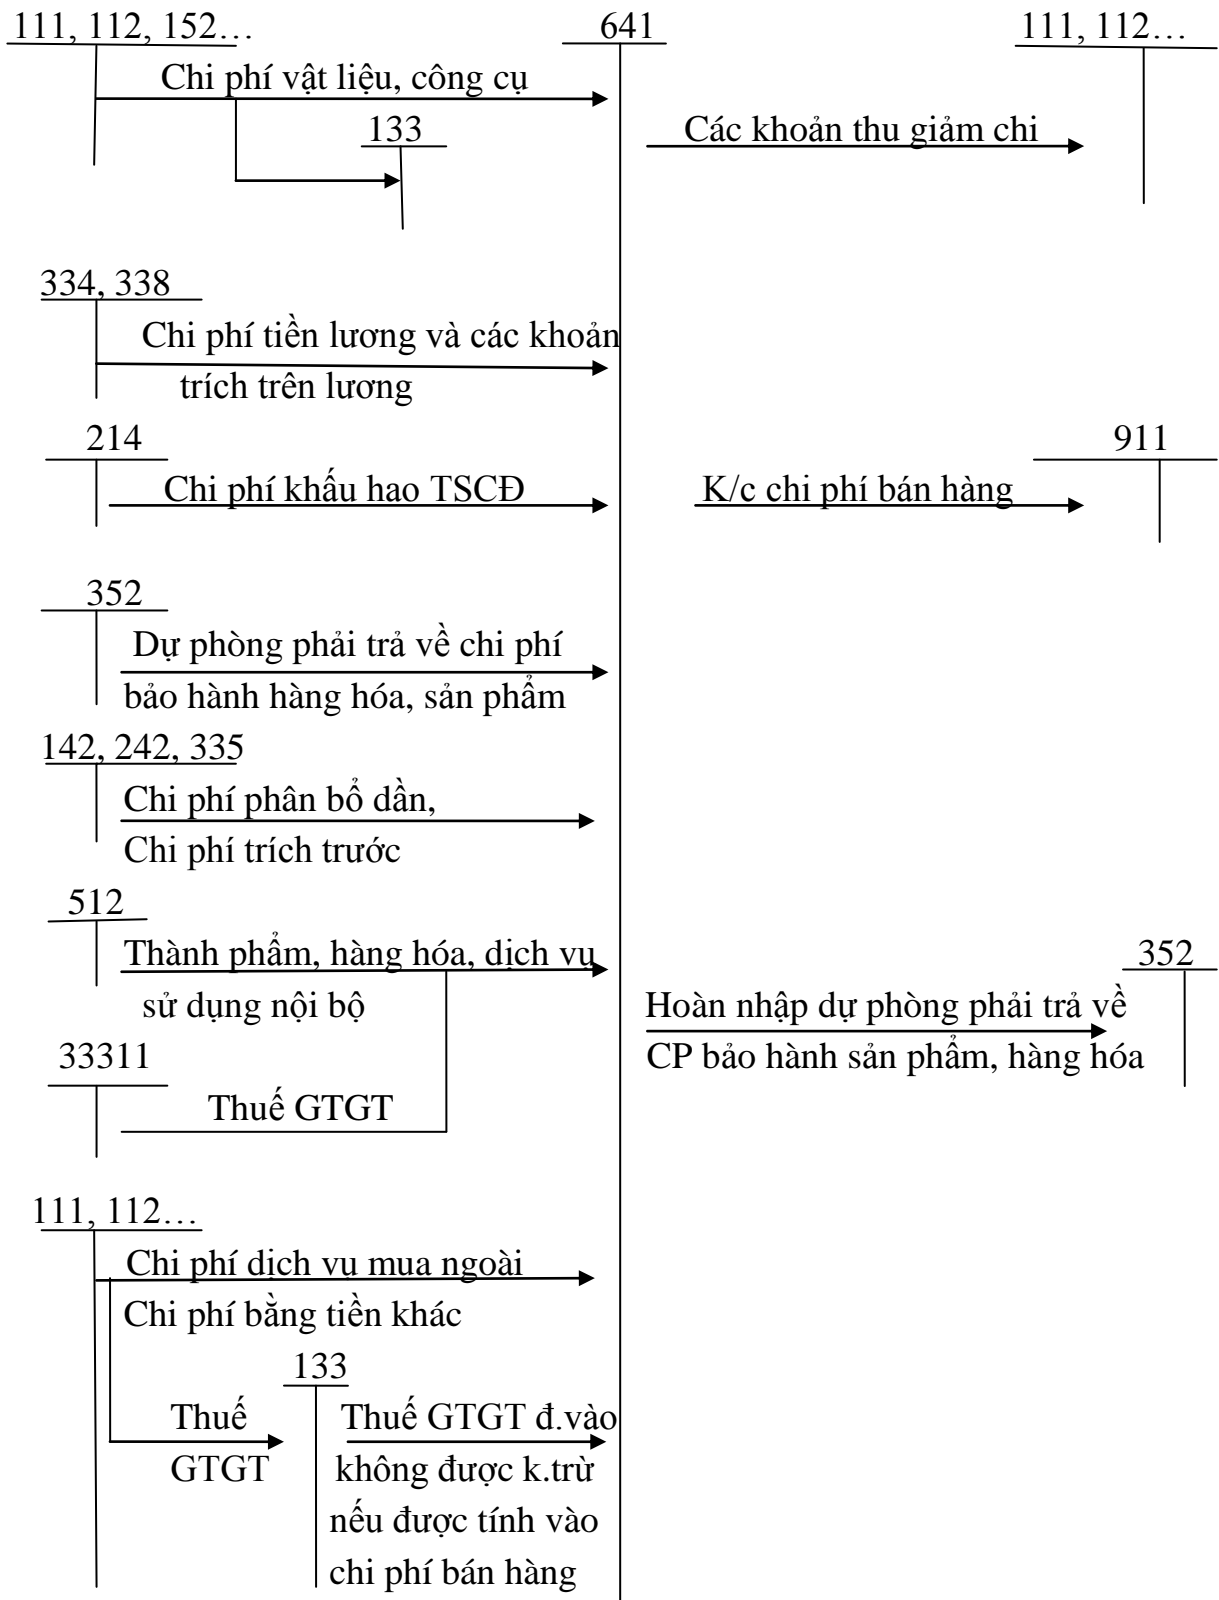 111, 112, 152…
641
111, 112…
Chi phí vật liệu, công cụ
133
Các khoản thu giảm chi
334, 338
Chi phí tiền lương và các khoản
trích trên lương
214
911
Chi phí khấu hao TSCĐ
K/c chi phí bán hàng
352
Dự phòng phải trả về chi phí
bảo hành hàng hóa, sản phẩm
142, 242, 335
Chi phí phân bổ dần,
Chi phí trích trước
512
Thành phẩm, hàng hóa, dịch vụ
sử dụng nội bộ
352
Hoàn nhập dự phòng phải trả về
CP bảo hành sản phẩm, hàng hóa
33311
Thuế GTGT
111, 112…
Chi phí dịch vụ mua ngoài
Chi phí bằng tiền khác
133
Thuế
GTGT
Thuế GTGT đ.vào
không được k.trừ
nếu được tính vào
chi phí bán hàng